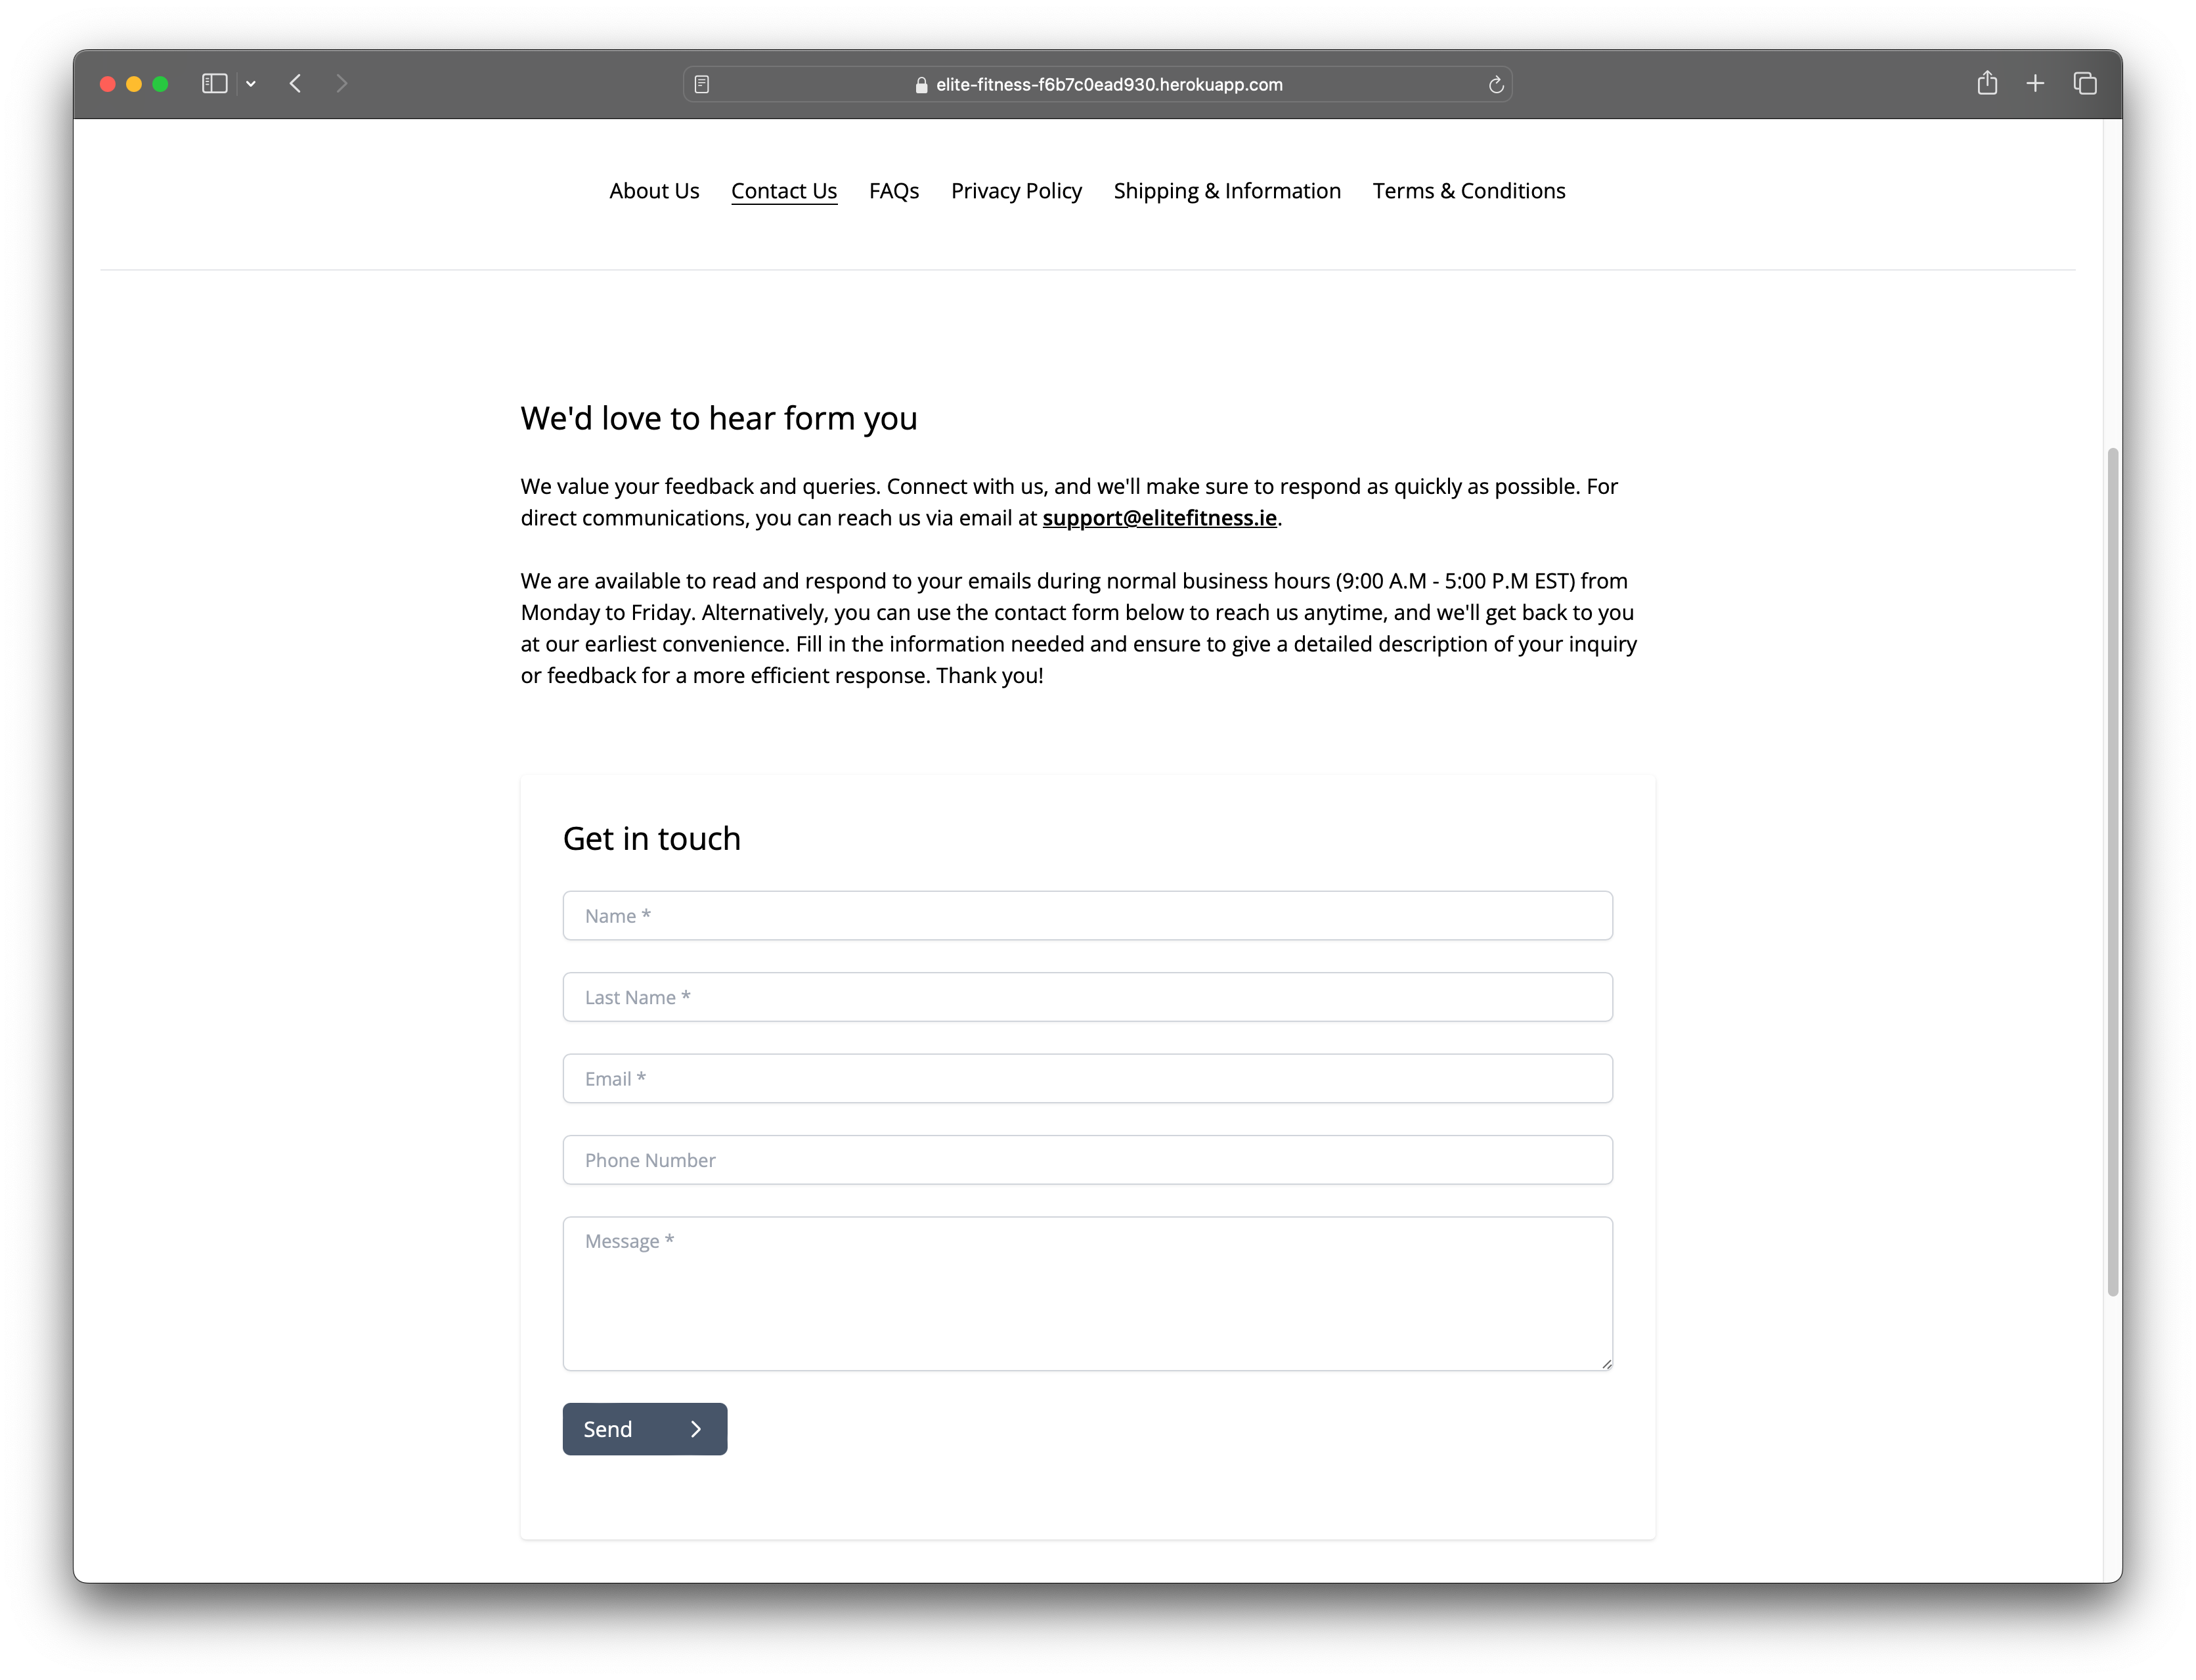 elite-fitness-f6b7c0ead930.herokuapp.com
About Us Contact Us FAQs Privacy Policy Shipping & Information Terms & Conditions
We'd love to hear form you
We value your feedback and queries. Connect with us, and we'll make sure to respond as quickly as possible. For
direct communications, you can reach us via email at support@elitefitness.ie.
We are available to read and respond to your emails during normal business hours (9:00 A.M - 5:00 P.M EST) from
Monday to Friday. Alternatively, you can use the contact form below to reach us anytime, and we'll get back to you
at our earliest convenience. Fill in the information needed and ensure to give a detailed description of your inquiry
or feedback for a more efficient response. Thank you!
Get in touch
Name *
Last Name *
Email *
Phone Number
Message *
Send